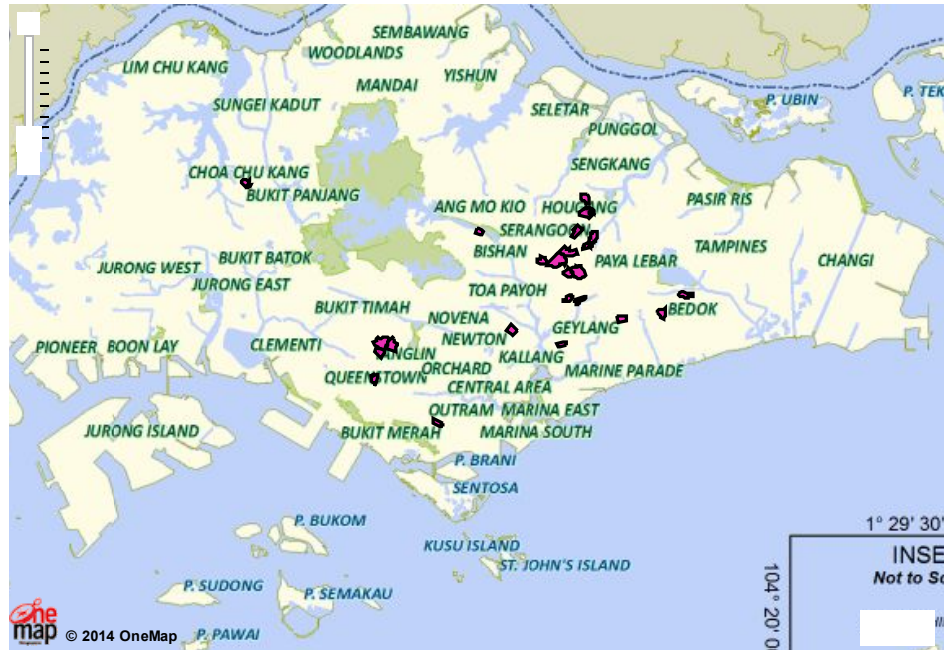 SEMBAWANG
WOODLANDS
LIM CHU KANG
YISHUN
MANDAI
SUNGEI KADUT
P. UBIN
P. TEK
SELETAR
PUNGGOL
SENGKANG
CHOA CHU KANG
BUKIT PANJANG
PASIR RIS
ANG MO KIO
HOUGANG
SERANGOON
BISHAN
TAMPINES
BUKIT BATOK
PAYA LEBAR
CHANGI
JURONG WEST
JURONG EAST
TOA PAYOH
BUKIT TIMAH
BEDOK
NOVENA
GEYLANG
NEWTON
PIONEER
BOON LAY
CLEMENTI
TANGLIN
KALLANG
ORCHARD
MARINE PARADE
QUEENSTOWN
CENTRAL AREA
OUTRAM
MARINA EAST
JURONG ISLAND
BUKIT MERAH
MARINA SOUTH
P. BRANI
SENTOSA
P. BUKOM
1° 29' 30'
KUSU ISLAND
INSE
ST. JOHN'S ISLAND
Not to Sc
104° 20' 0
P. SUDONG
P. SEMAKAU
One
map © 2014 OneMap
P. PAWAI